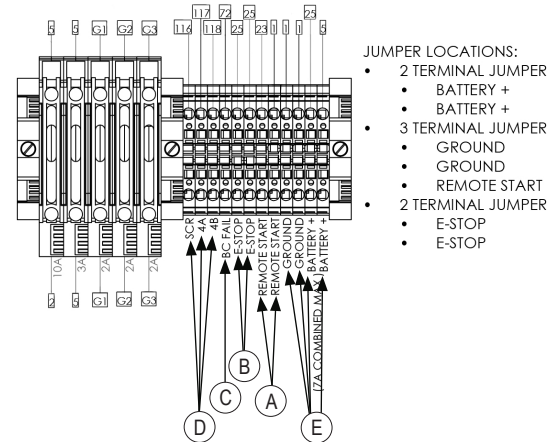 5
5
G1
G2
G3
116
117
118
72
25
25
23
1
1
1
25
5
JUMPER LOCATIONS:
• 2 TERMINAL JUMPER
• BATTERY +
• BATTERY +
• 3 TERMINAL JUMPER
• GROUND
• GROUND
• REMOTE START
• 2 TERMINAL JUMPER
• E-STOP
• E-STOP
10A
3A
2A
2A
2A
2
5
G1
G2
G3
SCR
4A
4B
BC FAIL
E-STOP
E-STOP
REMOTE START
REMOTE START
GROUND
GROUND
BATTERY +
BATTERY +
(7A COMBINED MAX.)
B
C
A
D
E